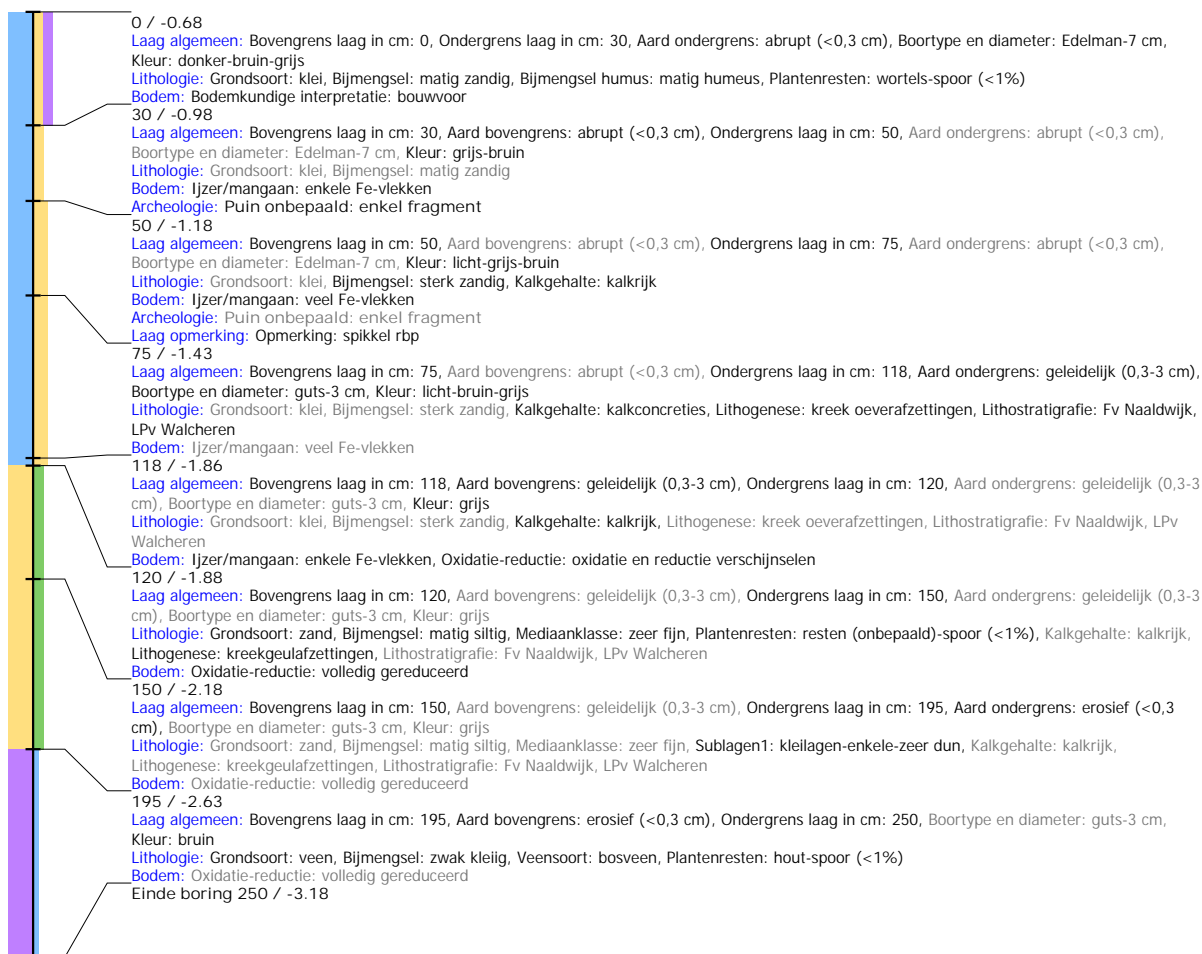 0 / -0.68
Laag algemeen: Bovengrens laag in cm: 0, Ondergrens laag in cm: 30, Aard ondergrens: abrupt (<0,3 cm), Boortype en diameter: Edelman-7 cm,
Kleur: donker-bruin-grijs
Lithologie: Grondsoort: klei, Bijmengsel: matig zandig, Bijmengsel humus: matig humeus, Plantenresten: wortels-spoor (<1%)
Bodem: Bodemkundige interpretatie: bouwvoor
30 / -0.98
Laag algemeen: Bovengrens laag in cm: 30, Aard bovengrens: abrupt (<0,3 cm), Ondergrens laag in cm: 50, Aard ondergrens: abrupt (<0,3 cm),
Boortype en diameter: Edelman-7 cm, Kleur: grijs-bruin
Lithologie: Grondsoort: klei, Bijmengsel: matig zandig
Bodem: Ijzer/mangaan: enkele Fe-vlekken
Archeologie: Puin onbepaald: enkel fragment
50 / -1.18
Laag algemeen: Bovengrens laag in cm: 50, Aard bovengrens: abrupt (<0,3 cm), Ondergrens laag in cm: 75, Aard ondergrens: abrupt (<0,3 cm),
Boortype en diameter: Edelman-7 cm, Kleur: licht-grijs-bruin
Lithologie: Grondsoort: klei, Bijmengsel: sterk zandig, Kalkgehalte: kalkrijk
Bodem: Ijzer/mangaan: veel Fe-vlekken
Archeologie: Puin onbepaald: enkel fragment
Laag opmerking: Opmerking: spikkel rbp
75 / -1.43
Laag algemeen: Bovengrens laag in cm: 75, Aard bovengrens: abrupt (<0,3 cm), Ondergrens laag in cm: 118, Aard ondergrens: geleidelijk (0,3-3 cm),
Boortype en diameter: guts-3 cm, Kleur: licht-bruin-grijs
Lithologie: Grondsoort: klei, Bijmengsel: sterk zandig, Kalkgehalte: kalkconcreties, Lithogenese: kreek oeverafzettingen, Lithostratigrafie: Fv Naaldwijk,
LPv Walcheren
Bodem: Ijzer/mangaan: veel Fe-vlekken
118 / -1.86
Laag algemeen: Bovengrens laag in cm: 118, Aard bovengrens: geleidelijk (0,3-3 cm), Ondergrens laag in cm: 120, Aard ondergrens: geleidelijk (0,3-3
cm), Boortype en diameter: guts-3 cm, Kleur: grijs
Lithologie: Grondsoort: klei, Bijmengsel: sterk zandig, Kalkgehalte: kalkrijk, Lithogenese: kreek oeverafzettingen, Lithostratigrafie: Fv Naaldwijk, LPv
Walcheren
Bodem: Ijzer/mangaan: enkele Fe-vlekken, Oxidatie-reductie: oxidatie en reductie verschijnselen
120 / -1.88
Laag algemeen: Bovengrens laag in cm: 120, Aard bovengrens: geleidelijk (0,3-3 cm), Ondergrens laag in cm: 150, Aard ondergrens: geleidelijk (0,3-3
cm), Boortype en diameter: guts-3 cm, Kleur: grijs
Lithologie: Grondsoort: zand, Bijmengsel: matig siltig, Mediaanklasse: zeer fijn, Plantenresten: resten (onbepaald)-spoor (<1%), Kalkgehalte: kalkrijk,
Lithogenese: kreekgeulafzettingen, Lithostratigrafie: Fv Naaldwijk, LPv Walcheren
Bodem: Oxidatie-reductie: volledig gereduceerd
150 / -2.18
Laag algemeen: Bovengrens laag in cm: 150, Aard bovengrens: geleidelijk (0,3-3 cm), Ondergrens laag in cm: 195, Aard ondergrens: erosief (<0,3
cm), Boortype en diameter: guts-3 cm, Kleur: grijs
Lithologie: Grondsoort: zand, Bijmengsel: matig siltig, Mediaanklasse: zeer fijn, Sublagen1: kleilagen-enkele-zeer dun, Kalkgehalte: kalkrijk,
Lithogenese: kreekgeulafzettingen, Lithostratigrafie: Fv Naaldwijk, LPv Walcheren
Bodem: Oxidatie-reductie: volledig gereduceerd
195 / -2.63
Laag algemeen: Bovengrens laag in cm: 195, Aard bovengrens: erosief (<0,3 cm), Ondergrens laag in cm: 250, Boortype en diameter: guts-3 cm,
Kleur: bruin
Lithologie: Grondsoort: veen, Bijmengsel: zwak kleiig, Veensoort: bosveen, Plantenresten: hout-spoor (<1%)
Bodem: Oxidatie-reductie: volledig gereduceerd
Einde boring 250 / -3.18